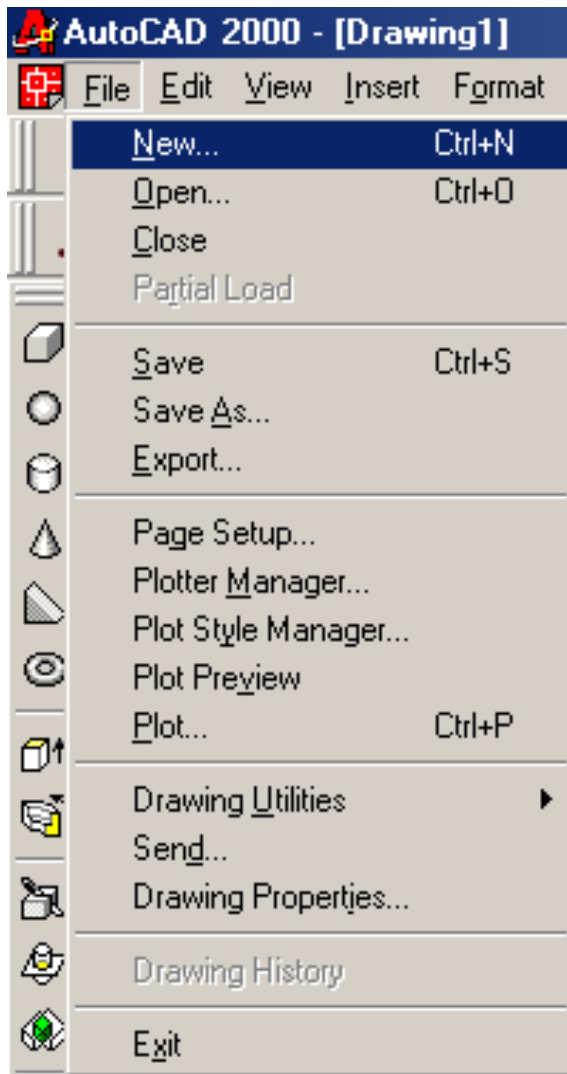 AutoCAD 2000 - [Drawing1]
File Edit View Insert Format
New... Ctrl+N
Open... Ctrl+O
Close
Partial Load
Save Ctrl+S
Save As...
Export...
Page Setup...
Plotter Manager...
Plot Style Manager...
Plot Preview
Plot... Ctrl+P
Drawing Utilities
Send...
Drawing Properties...
Drawing History
Exit